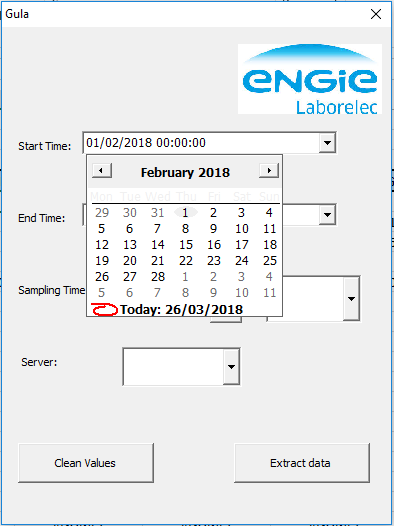 Gula
ENGIE
Laborelec
Start Time: 01/02/2018 00:00:00
February 2018
Mon Tue Wed Thu Fri Sat Sun
29 30 31 1 2 3 4
End Time:
5 6 7 8 9 10 11
12 13 14 15 16 17 18
19 20 21 22 23 24 25
26 27 28 1 2 3 4
Sampling Time
5 6 7 8 9 10 11
Today: 26/03/2018
Server:
Clean Values Extract data